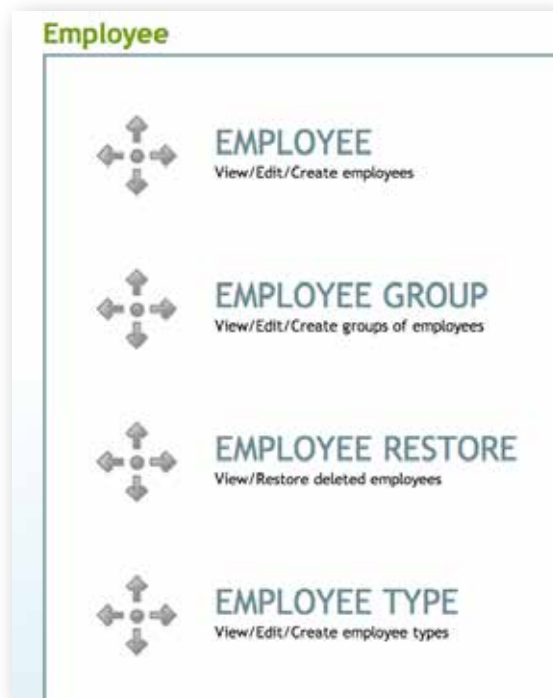 Employee
EMPLOYEE
View/Edit/Create employees
EMPLOYEE GROUP
View/Edit/Create groups of employees
EMPLOYEE RESTORE
View/Restore deleted employees
EMPLOYEE TYPE
View/Edit/Create employee types